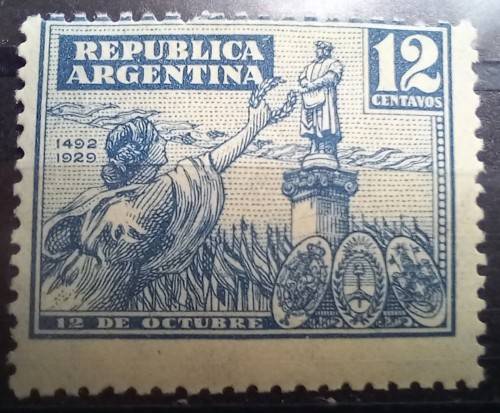 REPUBLICA
ARGENTINA
12
CENTAVOS
1492
1929
12 DE OCTUBRE